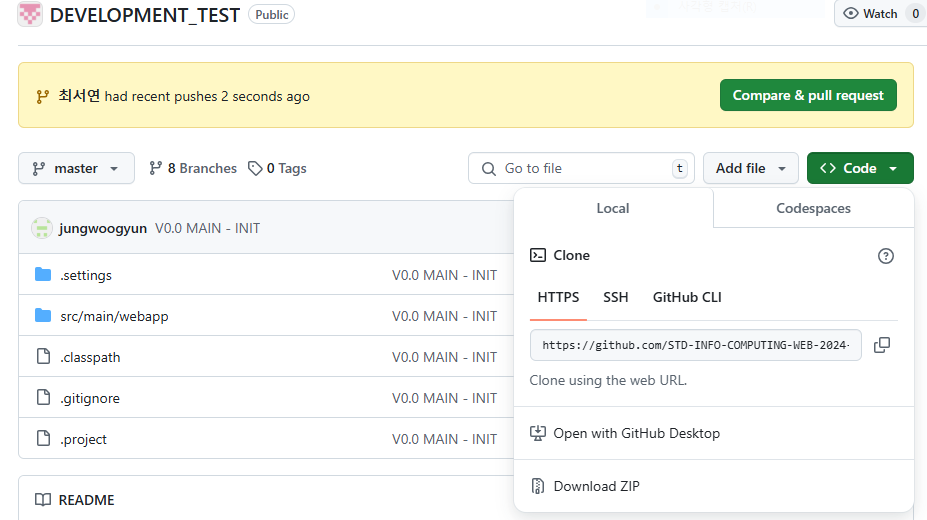 DEVELOPMENT_TEST Public
Watch 0
최서연 had recent pushes 2 seconds ago
Compare & pull request
master 8 Branches 0 Tags
Go to file t
Add file
Code
Local Codespaces
jungwoogyun V0.0 MAIN - INIT
Clone
.settings V0.0 MAIN - INIT
HTTPS SSH GitHub CLI
src/main/webapp V0.0 MAIN - INIT
https://github.com/STD-INFO-COMPUTING-WEB-2024-
.classpath V0.0 MAIN - INIT
Clone using the web URL.
.gitignore V0.0 MAIN - INIT
Open with GitHub Desktop
.project V0.0 MAIN - INIT
Download ZIP
README